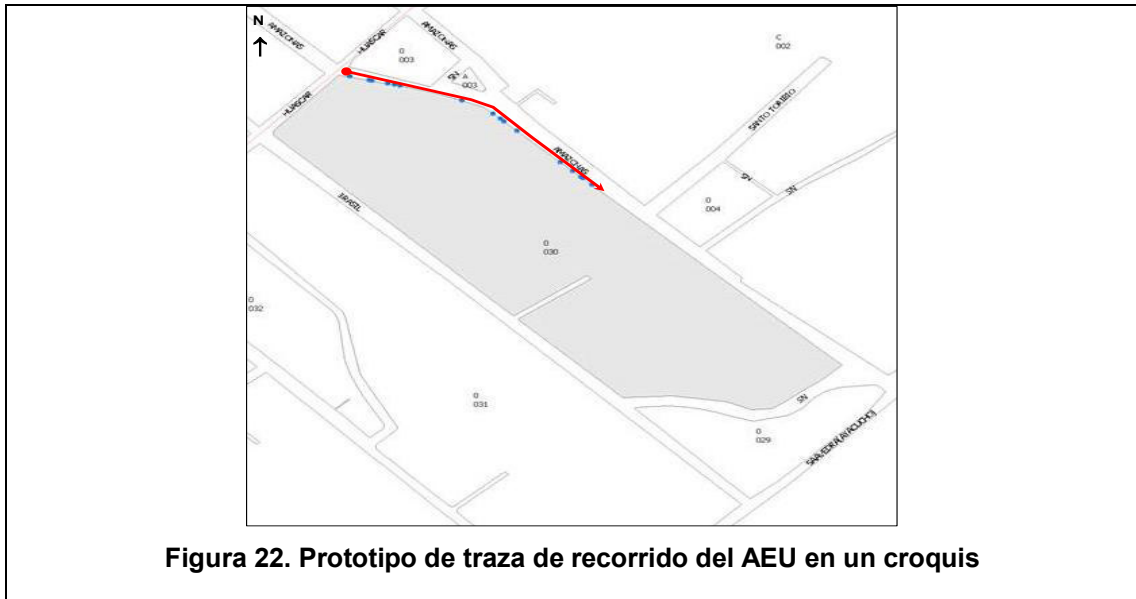 N
AMAZONAS
HUASCAR
AMAZONAS
C
002
0
003
SN
A
003
HUASCAR
SANTO TORIBIO
AMAZONAS
SN
SN
0
004
BRASIL
0
030
0
032
0
031
SN
0
029
SAAVEDRA(AYACUCHO)
Figura 22. Prototipo de traza de recorrido del AEU en un croquis